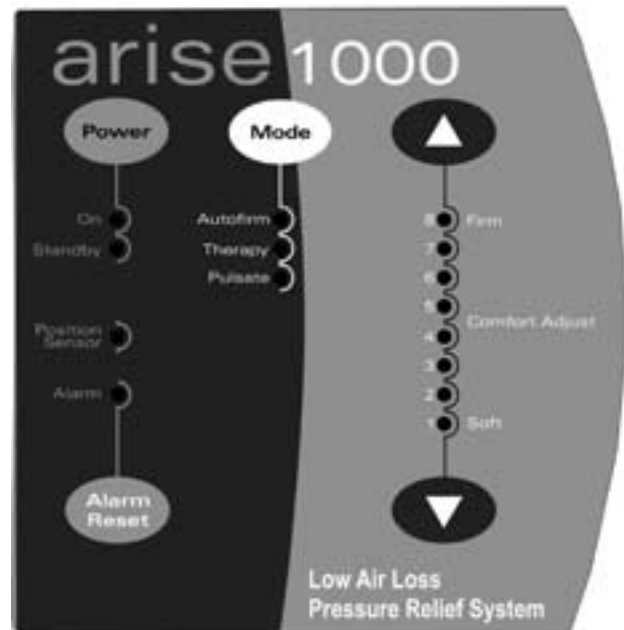 arise 1000
Power
Mode
On
Standby
Position
Sensor
Alarm
Alarm
Reset
Autofirm
Therapy
Pulsate
8 Firm
7
6
5
Comfort Adjust
4
3
2
1 Soft
Low Air Loss
Pressure Relief System